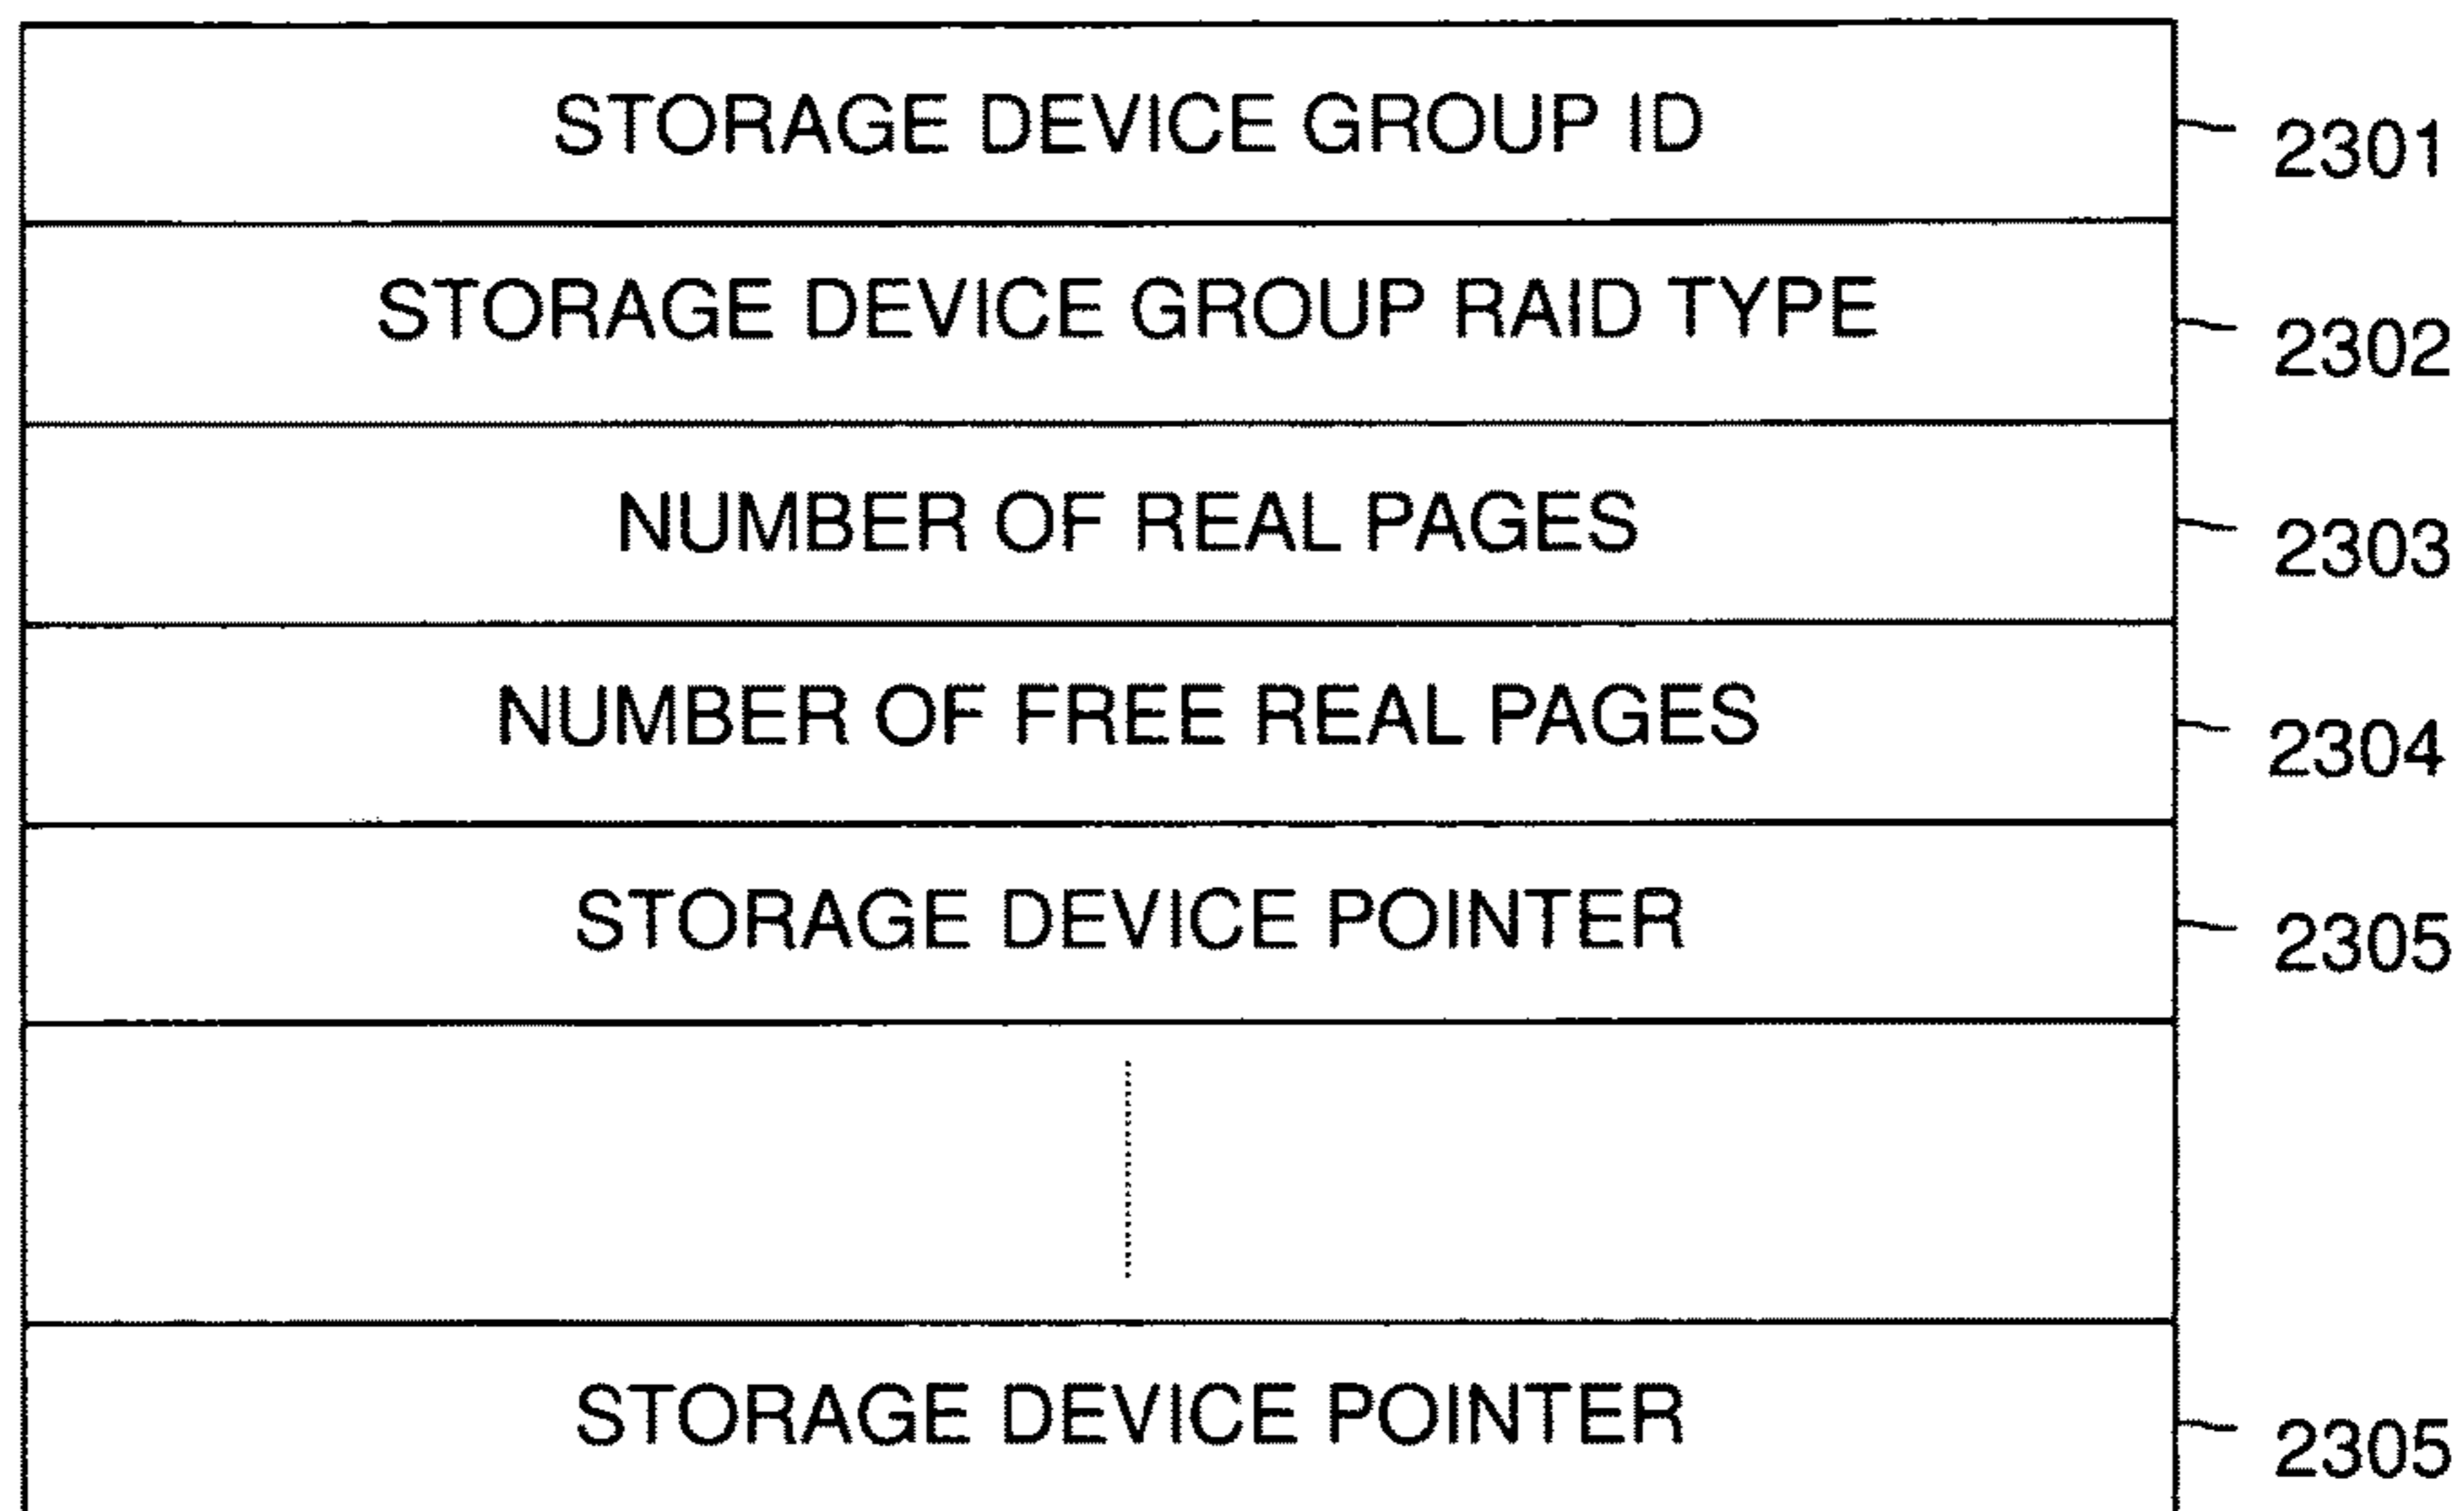 STORAGE DEVICE GROUP ID 2301
STORAGE DEVICE GROUP RAID TYPE 2302
NUMBER OF REAL PAGES 2303
NUMBER OF FREE REAL PAGES 2304
STORAGE DEVICE POINTER 2305
STORAGE DEVICE POINTER 2305